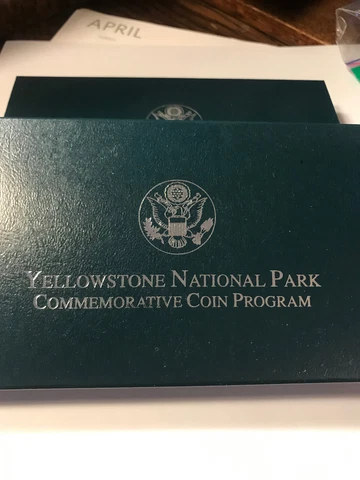 APRIL
YELLOWSTONE NATIONAL PARK
COMMEMORATIVE COIN PROGRAM